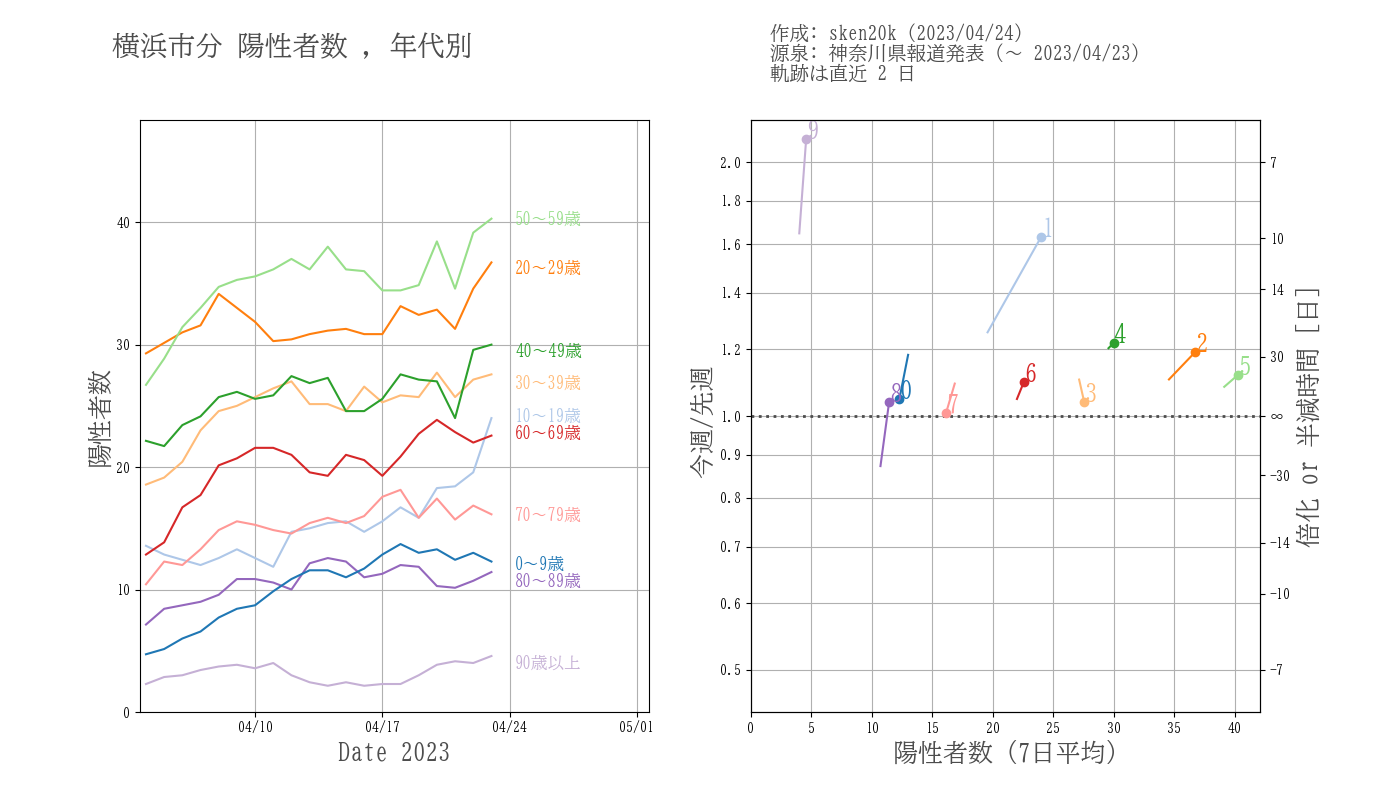 横浜市分 陽性者数 , 年代別
作成: sken20k (2023/04/24)
源泉: 神奈川県報道発表 (～ 2023/04/23)
軌跡は直近 2 日
陽性者数
40
30
20
10
0
50～59歳
20～29歳
40～49歳
30～39歳
10～19歳
60～69歳
70～79歳
0～9歳
80～89歳
90歳以上
04/10
04/17
04/24
05/01
Date 2023
今週/先週
2.0
1.8
1.6
1.4
1.2
1.0
0.9
0.8
0.7
0.6
0.5
9
1
4
2
5
6
3
8
0
7
0
5
10
15
20
25
30
35
40
陽性者数 (7日平均)
7
10
14
30
∞
−30
−14
−10
−7
倍化 or 半減時間 [日]